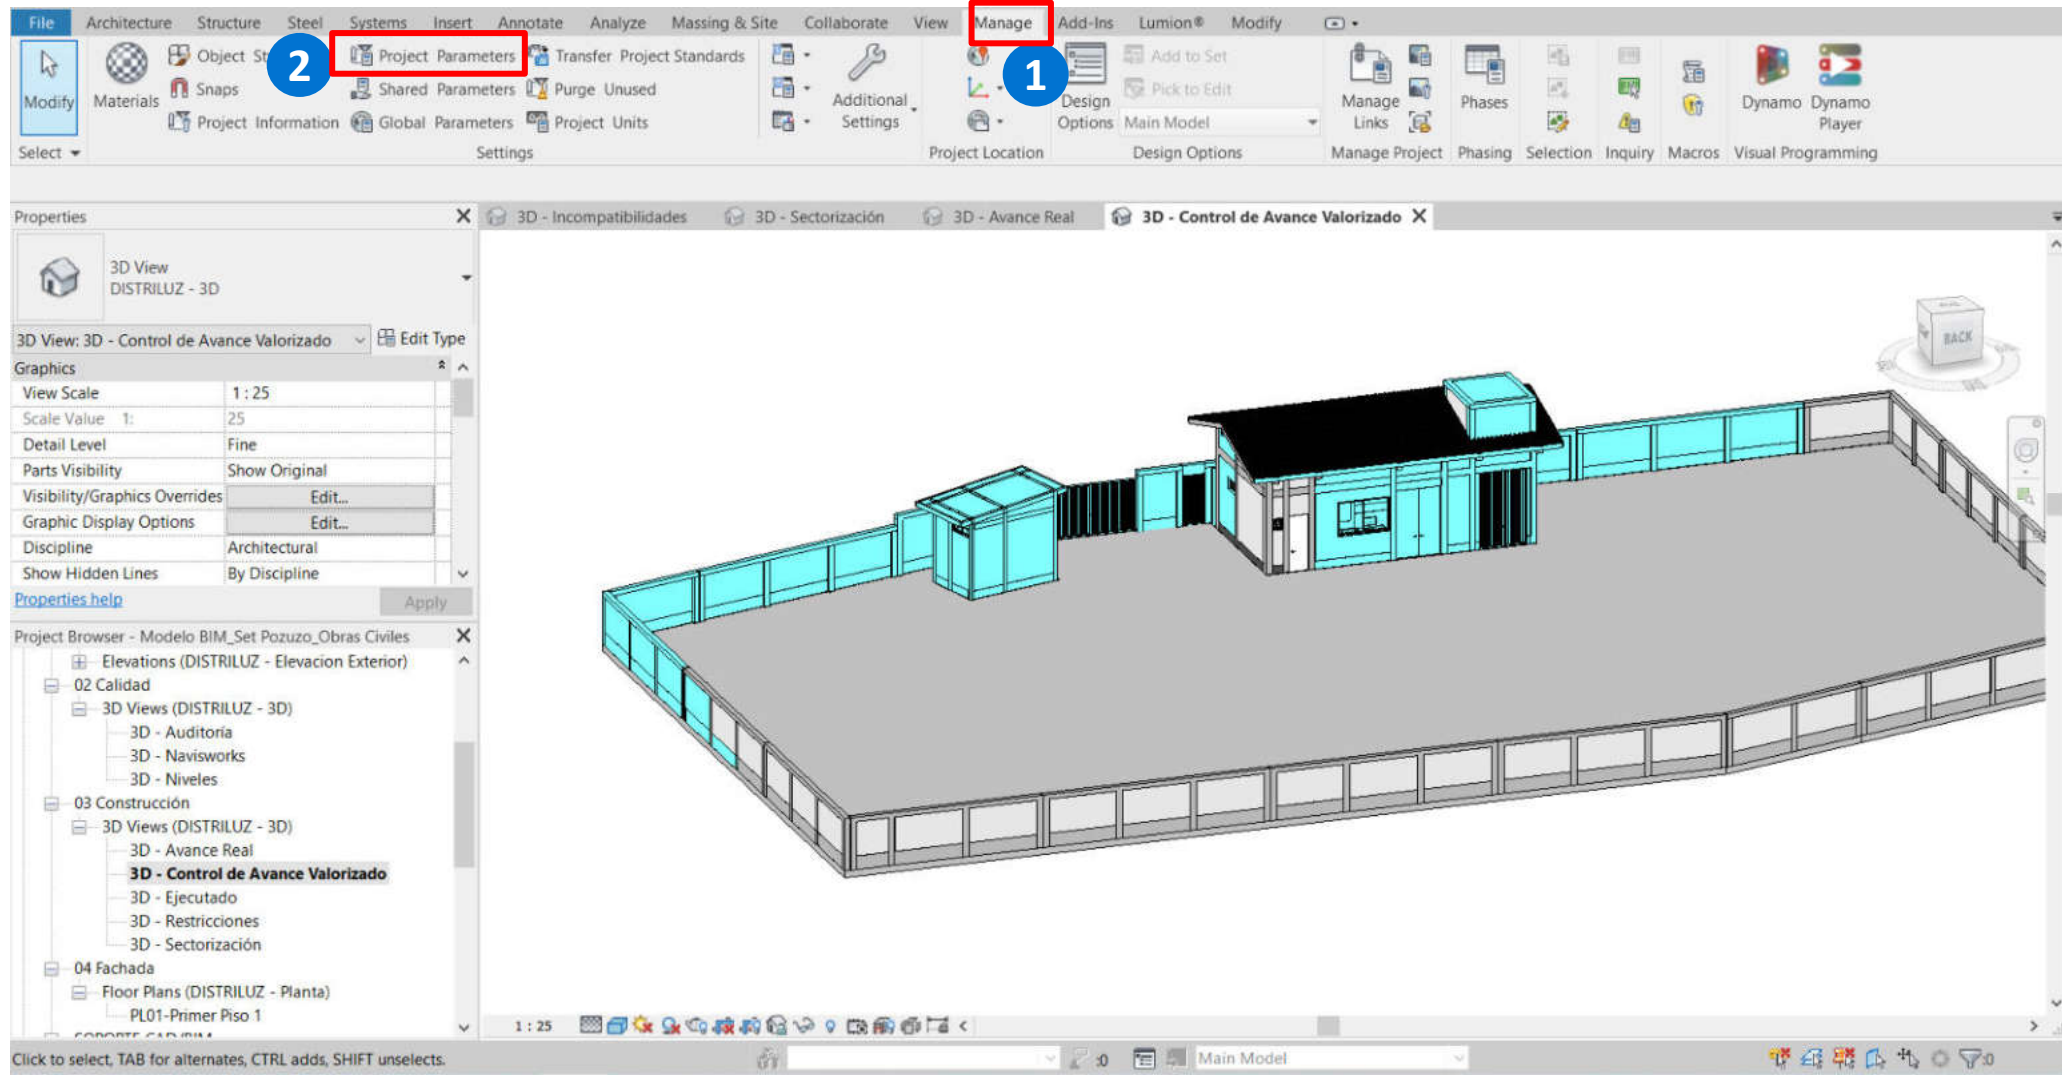 File Architecture Structure Steel Systems Insert Annotate Analyze Massing & Site Collaborate View Manage Add-Ins Lumion® Modify
Modify
Materials
Object St
2
Project Parameters
Transfer Project Standards
1
Add to Set
Snaps
Shared Parameters
Purge Unused
Pick to Edit
Project Information
Global Parameters
Project Units
Additional
Settings
Design
Options
Main Model
Manage
Links
Phases
Dynamo
Dynamo
Player
Select
Settings
Project Location
Design Options
Manage Project
Phasing
Selection
Inquiry
Macros
Visual Programming
Properties
3D - Incompatibilidades
3D - Sectorización
3D - Avance Real
3D - Control de Avance Valorizado
3D View
DISTRILUZ - 3D
3D View: 3D - Control de Avance Valorizado
Edit Type
Graphics
View Scale 1 : 25
Scale Value 1: 25
Detail Level Fine
Parts Visibility Show Original
Visibility/Graphics Overrides Edit...
Graphic Display Options Edit...
Discipline Architectural
Show Hidden Lines By Discipline
Properties help
Apply
BACK
Project Browser - Modelo BIM_Set Pozuzo_Obras Civiles
Elevations (DISTRILUZ - Elevacion Exterior)
02 Calidad
3D Views (DISTRILUZ - 3D)
3D - Auditoría
3D - Navisworks
3D - Niveles
03 Construcción
3D Views (DISTRILUZ - 3D)
3D - Avance Real
3D - Control de Avance Valorizado
3D - Ejecutado
3D - Restricciones
3D - Sectorización
04 Fachada
Floor Plans (DISTRILUZ - Planta)
PL01-Primer Piso 1
1 : 25
Click to select, TAB for alternates, CTRL adds, SHIFT unselects.
:0
Main Model
:0